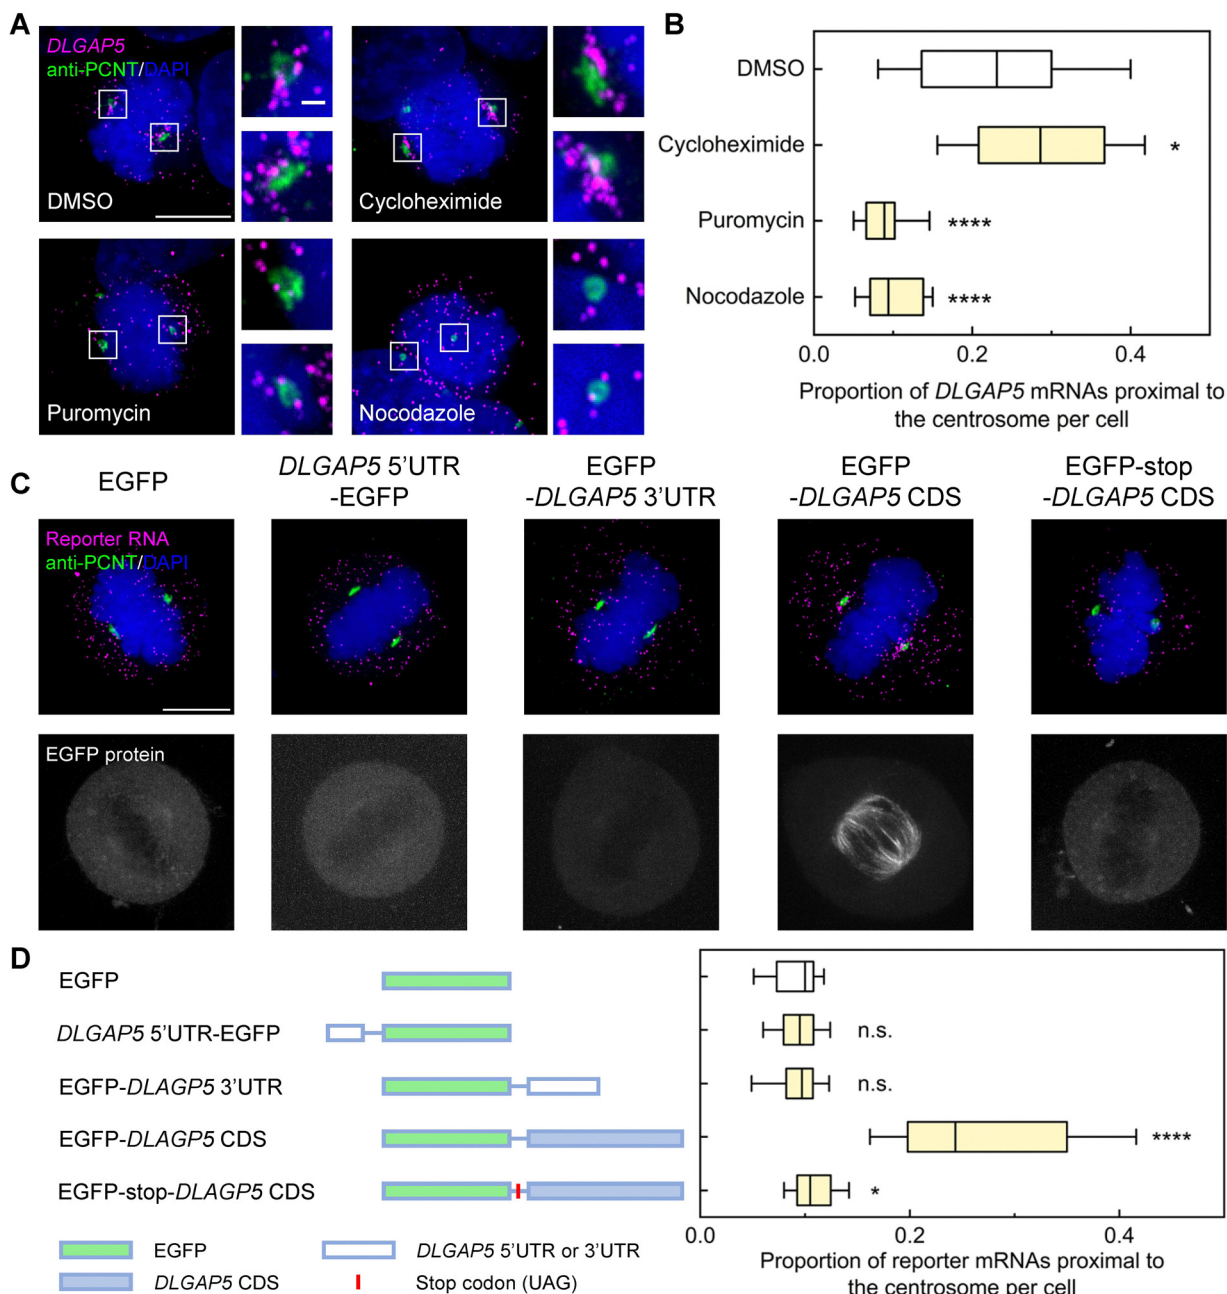 A
DLGAP5
anti-PCNT/DAPI
DMSO
Cycloheximide
Puromycin
Nocodazole
B
DMSO
Cycloheximide
*
Puromycin
****
Nocodazole
****
0.0
0.2
0.4
Proportion of DLGAP5 mRNAs proximal to
the centrosome per cell
C
EGFP
DLGAP5 5’UTR
-EGFP
EGFP
-DLGAP5 3’UTR
EGFP
-DLGAP5 CDS
EGFP-stop
-DLGAP5 CDS
Reporter RNA
anti-PCNT/DAPI
EGFP protein
D
EGFP
DLGAP5 5’UTR-EGFP
n.s.
EGFP-DLAGP5 3’UTR
n.s.
EGFP-DLAGP5 CDS
****
EGFP-stop-DLAGP5 CDS
*
EGFP
DLGAP5 CDS
DLGAP5 5’UTR or 3’UTR
Stop codon (UAG)
0.0
0.2
0.4
Proportion of reporter mRNAs proximal to
the centrosome per cell